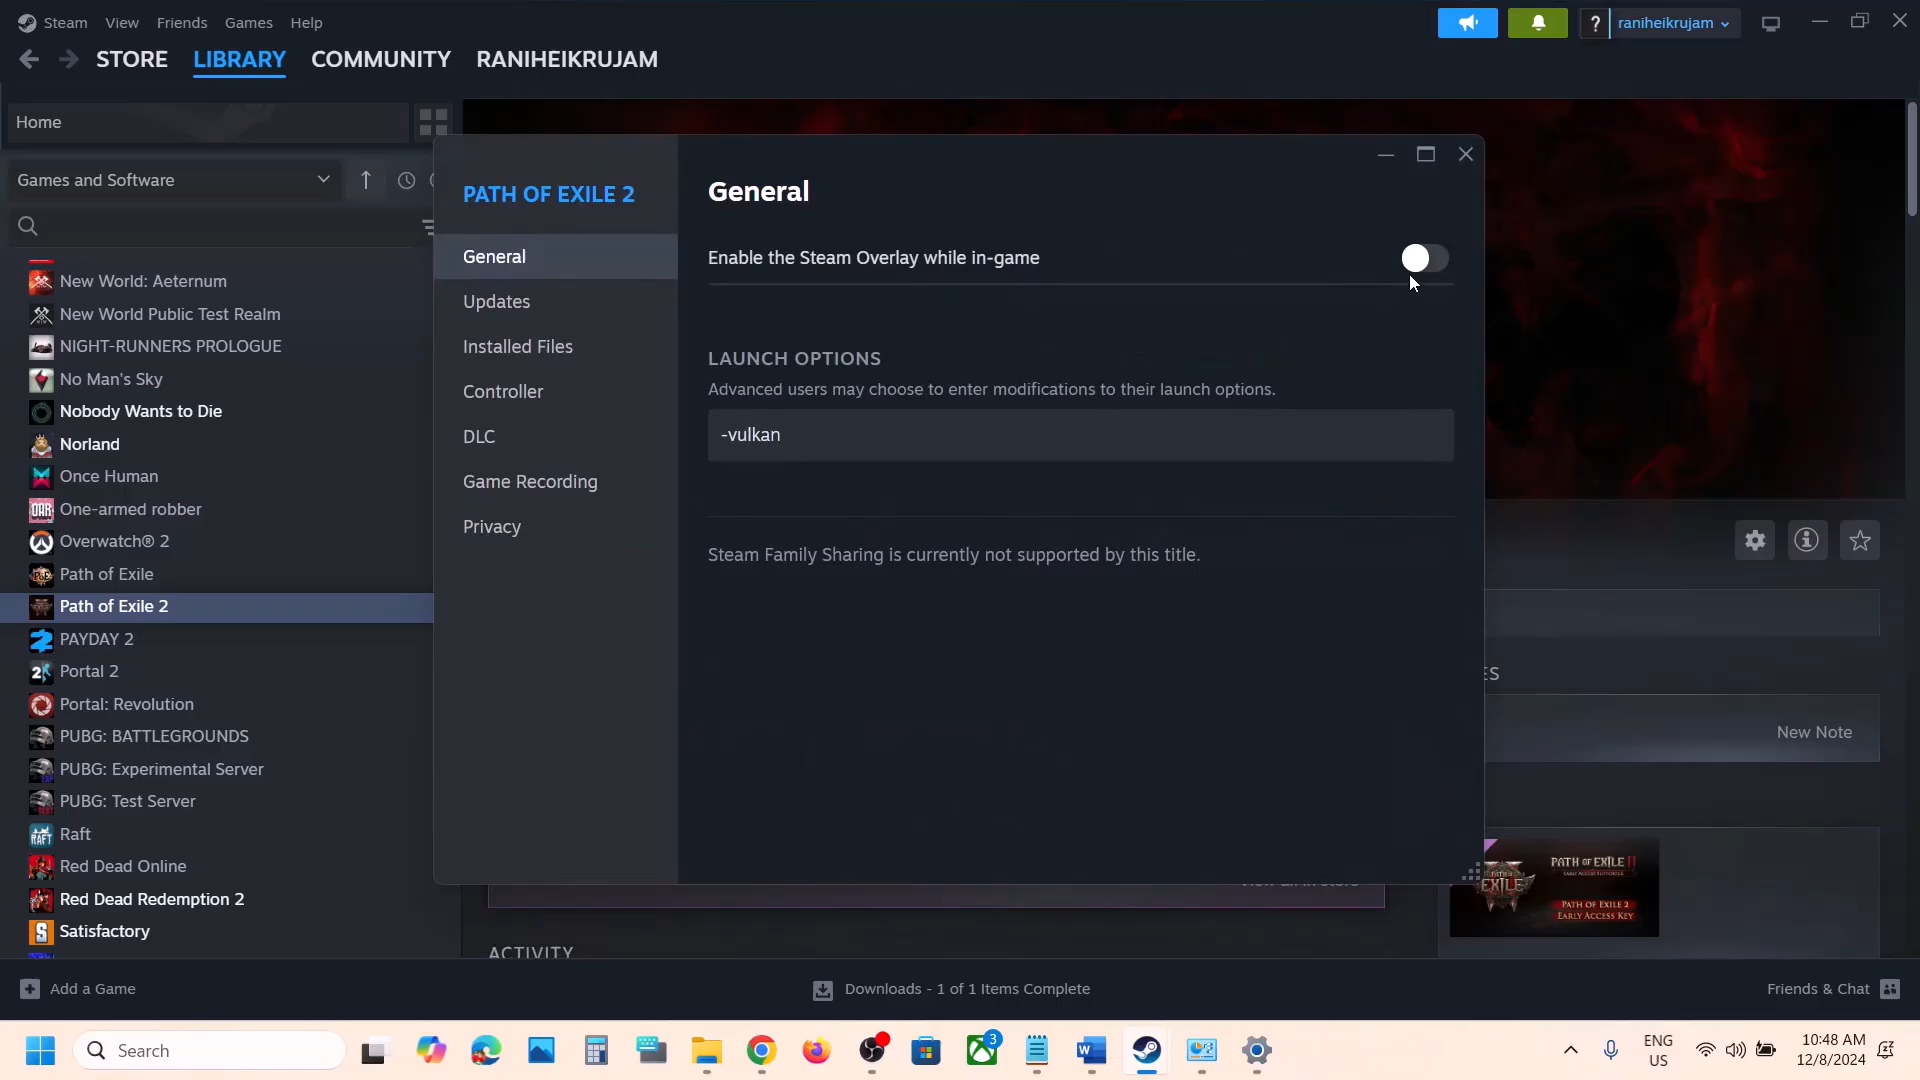 Steam View Friends Games Help
raniheikrujam
STORE LIBRARY COMMUNITY RANIHEIKRUJAM
Home
Games and Software
New World: Aeternum
New World Public Test Realm
NIGHT-RUNNERS PROLOGUE
No Man's Sky
Nobody Wants to Die
Norland
Once Human
One-armed robber
Overwatch® 2
Path of Exile
Path of Exile 2
PAYDAY 2
Portal 2
Portal: Revolution
PUBG: BATTLEGROUNDS
PUBG: Experimental Server
PUBG: Test Server
Raft
Red Dead Online
Red Dead Redemption 2
Satisfactory
PATH OF EXILE 2
General
Updates
Installed Files
Controller
DLC
Game Recording
Privacy
General
Enable the Steam Overlay while in-game
LAUNCH OPTIONS
Advanced users may choose to enter modifications to their launch options.
-vulkan
Steam Family Sharing is currently not supported by this title.
New Note
PATH OF EXILE II
EARLY ACCESS SUPPORTER
PATH OF EXILE 2
EARLY ACCESS KEY
ACTIVITY
Add a Game
Downloads - 1 of 1 Items Complete
Friends & Chat
Search
3
ENG
US
10:48 AM
12/8/2024